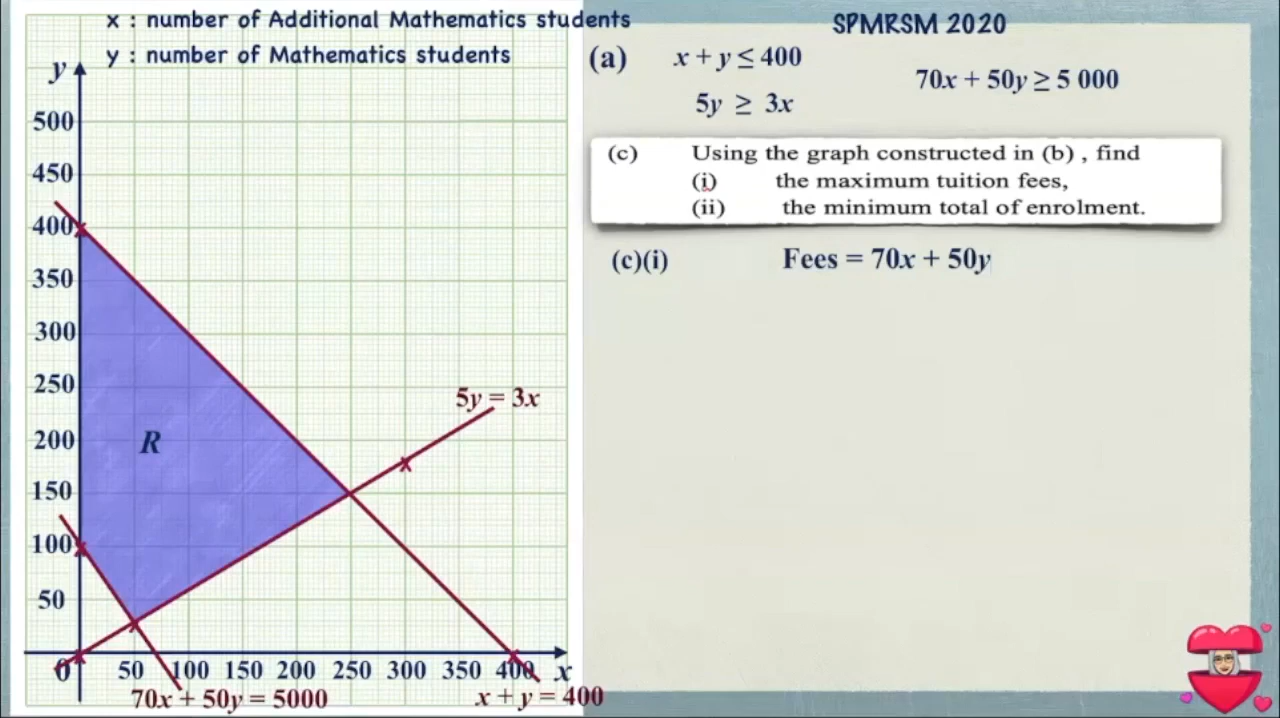 x : number of Additional Mathematics students
y : number of Mathematics students
SPMRSM 2020
(a) x + y ≤ 400
70x + 50y ≥ 5 000
5y ≥ 3x
(c) Using the graph constructed in (b) , find
(i) the maximum tuition fees,
(ii) the minimum total of enrolment.
(c)(i) Fees = 70x + 50y
y
500
450
400
350
300
250
200
150
100
50
5y = 3x
R
0 50 100 150 200 250 300 350 400 x
70x + 50y = 5000
x + y = 400